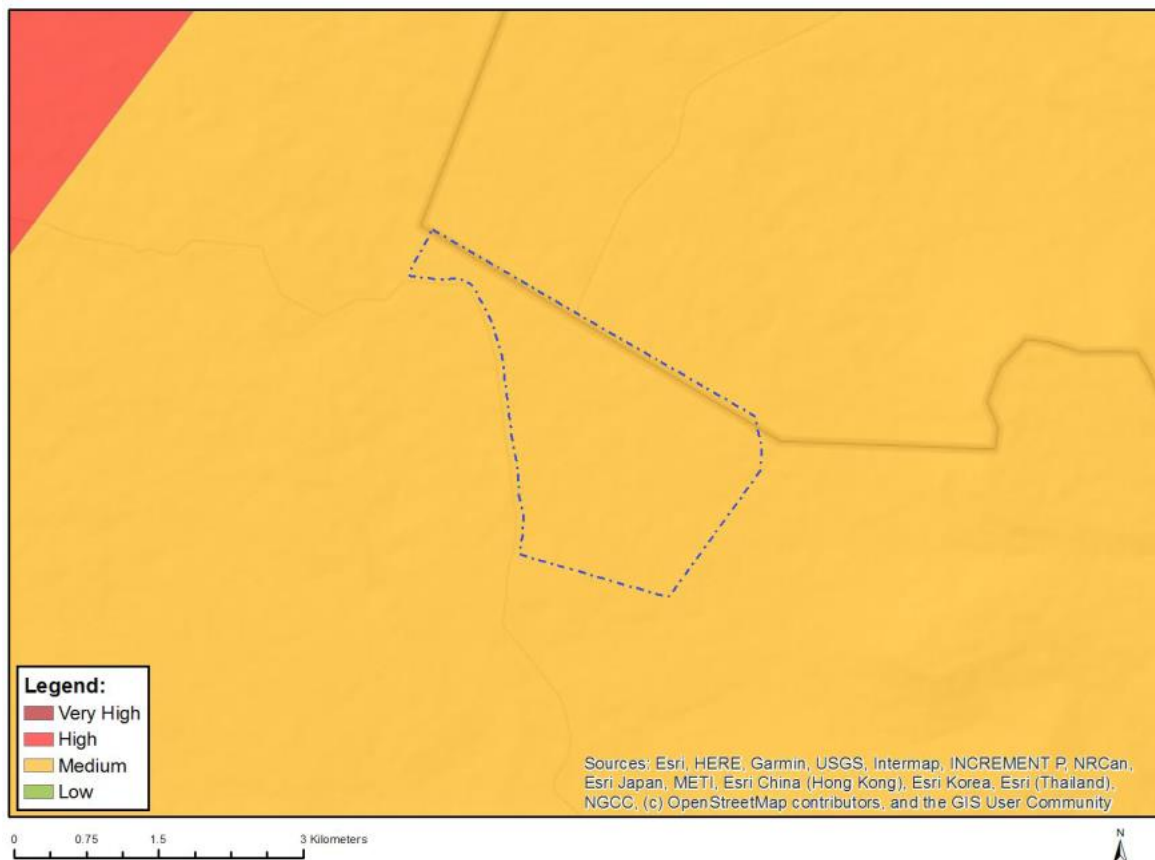 Legend:
Very High
High
Medium
Low
Sources: Esri, HERE, Garmin, USGS, Intermap, INCREMENT P, NRCan,
Esri Japan, METI, Esri China (Hong Kong), Esri Korea, Esri (Thailand),
NGCC, (c) OpenStreetMap contributors, and the GIS User Community
0 0.75 1.5 3 Kilometers
N